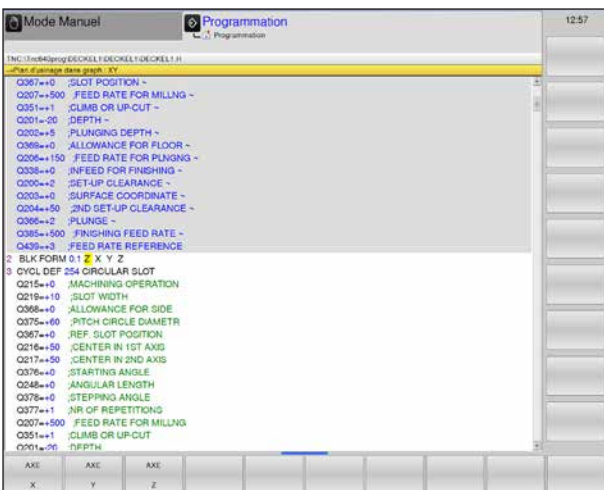 Mode Manuel
Programmation
Programmation
12:57
TNC:\Tnc640prog\DECKEL1\DECKEL1\DECKEL1.H
→Plan d'usinage dans graph.: XY
Q367=+0 ;SLOT POSITION ~
Q207=+500 ;FEED RATE FOR MILLNG ~
Q351=+1 ;CLIMB OR UP-CUT ~
Q201=-20 ;DEPTH ~
Q202=+5 ;PLUNGING DEPTH ~
Q369=+0 ;ALLOWANCE FOR FLOOR ~
Q206=+150 ;FEED RATE FOR PLNGNG ~
Q338=+0 ;INFEED FOR FINISHING ~
Q200=+2 ;SET-UP CLEARANCE ~
Q203=+0 ;SURFACE COORDINATE ~
Q204=+50 ;2ND SET-UP CLEARANCE ~
Q366=+2 ;PLUNGE ~
Q385=+500 ;FINISHING FEED RATE ~
Q439=+3 ;FEED RATE REFERENCE
2 BLK FORM 0.1 Z X Y Z
3 CYCL DEF 254 CIRCULAR SLOT
Q215=+0 ;MACHINING OPERATION
Q219=+10 ;SLOT WIDTH
Q368=+0 ;ALLOWANCE FOR SIDE
Q375=+60 ;PITCH CIRCLE DIAMETR
Q367=+0 ;REF. SLOT POSITION
Q216=+50 ;CENTER IN 1ST AXIS
Q217=+50 ;CENTER IN 2ND AXIS
Q376=+0 ;STARTING ANGLE
Q248=+0 ;ANGULAR LENGTH
Q378=+0 ;STEPPING ANGLE
Q377=+1 ;NR OF REPETITIONS
Q207=+500 ;FEED RATE FOR MILLNG
Q351=+1 ;CLIMB OR UP-CUT
Q201=-20 ;DEPTH
AXE AXE AXE
X Y Z